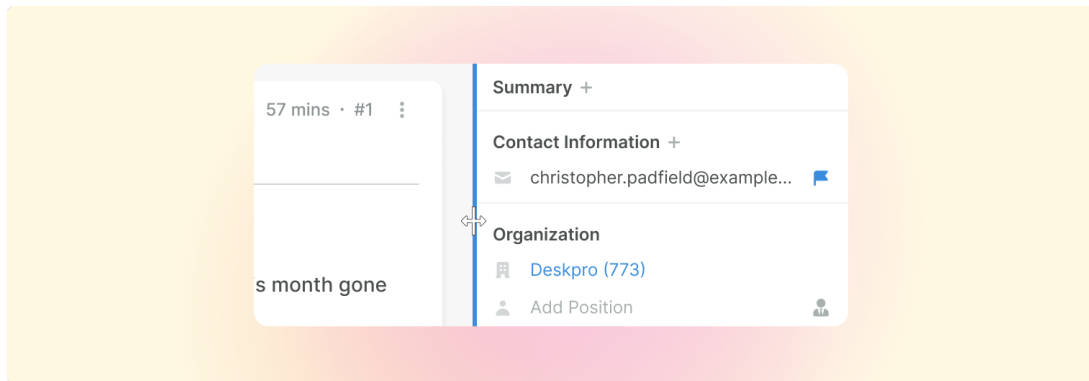 57 mins · #1
s month gone
Summary +
Contact Information +
christopher.padfield@example...
Organization
Deskpro (773)
Add Position